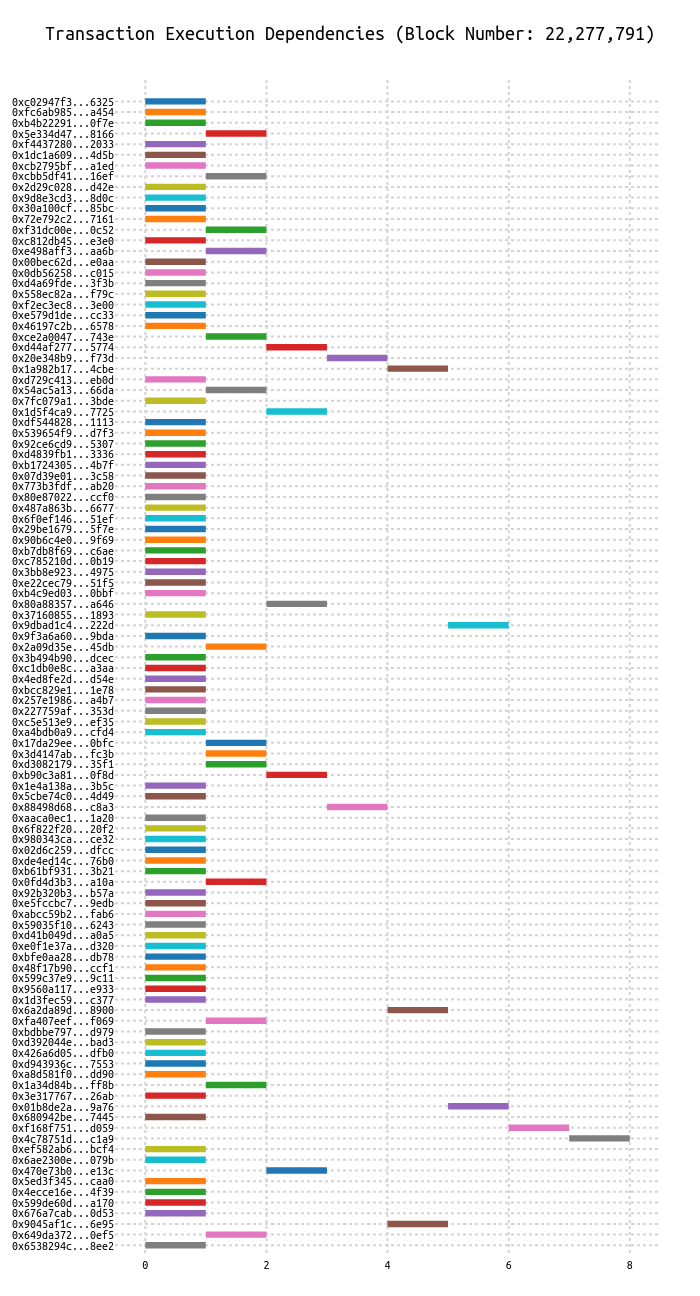 Transaction Execution Dependencies (Block Number: 22,277,791)
0xc02947f3...6325
0xfc6ab985...a454
0xb4b22291...0f7e
0x5e334d47...8166
0xf4437280...2033
0x1dc1a609...4d5b
0xcb2795bf...a1ed
0xcbb5df41...16ef
0x2d29c028...d42e
0x9d8e3cd3...8d0c
0x30a100cf...85bc
0x72e792c2...7161
0xf31dc00e...0c52
0xc812db45...e3e0
0xe498aff3...aa6b
0x00bec62d...e0aa
0x0db56258...c015
0xd4a69fde...3f3b
0x558ec82a...f79c
0xf2ec3ec8...3e00
0xe579d1de...cc33
0x46197c2b...6578
0xce2a0047...743e
0xd44af277...5774
0x20e348b9...f73d
0x1a982b17...4cbe
0xd729c413...eb0d
0x54ac5a13...66da
0x7fc079a1...3bde
0x1d5f4ca9...7725
0xdf544828...1113
0x539654f9...d7f3
0x92ce6cd9...5307
0xd4839fb1...3336
0xb1724305...4b7f
0x07d39e01...3c58
0x773b3fdf...ab20
0x80e87022...ccf0
0x487a863b...6677
0x6f0ef146...51ef
0x29be1679...5f7e
0x90b6c4e0...9f69
0xb7db8f69...c6ae
0xc785210d...0b19
0x3bb8e923...4975
0xe22cec79...51f5
0xb4c9ed03...0bbf
0x80a88357...a646
0x37160855...1893
0x9dbad1c4...222d
0x9f3a6a60...9bda
0x2a09d35e...45db
0x3b494b90...dcec
0xc1db0e8c...a3aa
0x4ed8fe2d...d54e
0xbcc829e1...1e78
0x257e1986...a4b7
0x227759af...353d
0xc5e513e9...ef35
0xa4bdb0a9...cfd4
0x17da29ee...0bfc
0x3d4147ab...fc3b
0xd3082179...35f1
0xb90c3a81...0f8d
0x1e4a138a...3b5c
0x5cbe74c0...4d49
0x88498d68...c8a3
0xaaca0ec1...1a20
0x6f822f20...20f2
0x980343ca...ce32
0x02d6c259...dfcc
0xde4ed14c...76b0
0xb61bf931...3b21
0x0fd4d3b3...a10a
0x92b320b3...b57a
0xe5fccbc7...9edb
0xabcc59b2...fab6
0x59035f10...6243
0xd41b049d...a0a5
0xe0f1e37a...d320
0xbfe0aa28...db78
0x48f17b90...ccf1
0x599c37e9...9c11
0x9560a117...e933
0x1d3fec59...c377
0x6a2da89d...8900
0xfa407eef...f069
0xbdbbe797...d979
0xd392044e...bad3
0x426a6d05...dfb0
0xd943936c...7553
0xa8d581f0...dd90
0x1a34d84b...ff8b
0x3e317767...26ab
0x01b8de2a...9a76
0x680942be...7445
0xf168f751...d059
0x4c78751d...c1a9
0xef582ab6...bcf4
0x6ae2300e...079b
0x470e73b0...e13c
0x5ed3f345...caa0
0x4ecce16e...4f39
0x599de60d...a170
0x676a7cab...0d53
0x9045af1c...6e95
0x649da372...0ef5
0x6538294c...8ee2
0 2 4 6 8